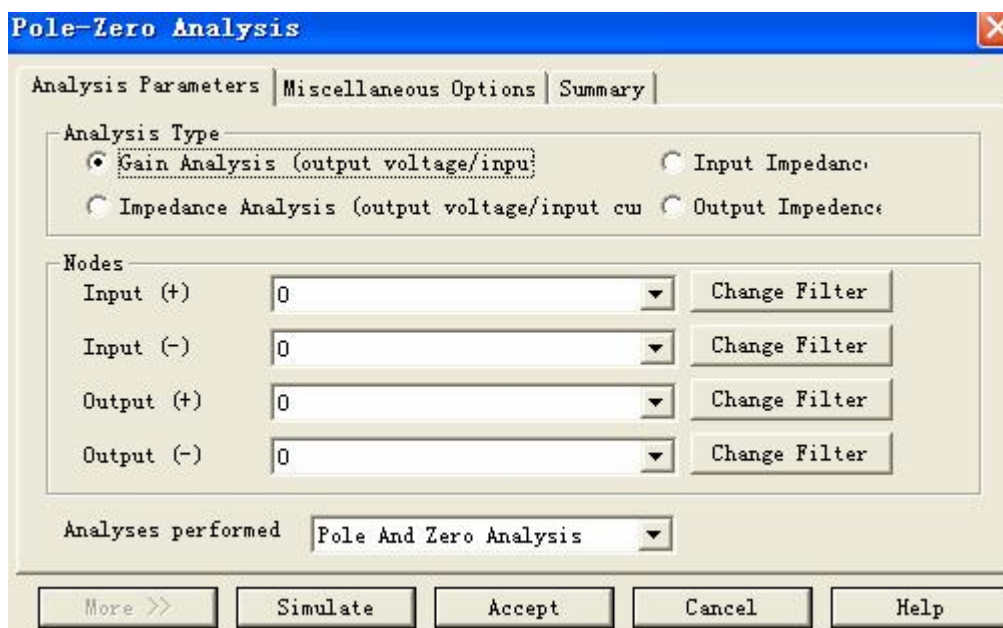 Pole-Zero Analysis
Analysis Parameters Miscellaneous Options Summary
Analysis Type
Gain Analysis (output voltage/inpu Input Impedanc
Impedance Analysis (output voltage/input cu Output Impedence
Nodes
Input (+) 0 Change Filter
Input (-) 0 Change Filter
Output (+) 0 Change Filter
Output (-) 0 Change Filter
Analyses performed Pole And Zero Analysis
More >> Simulate Accept Cancel Help